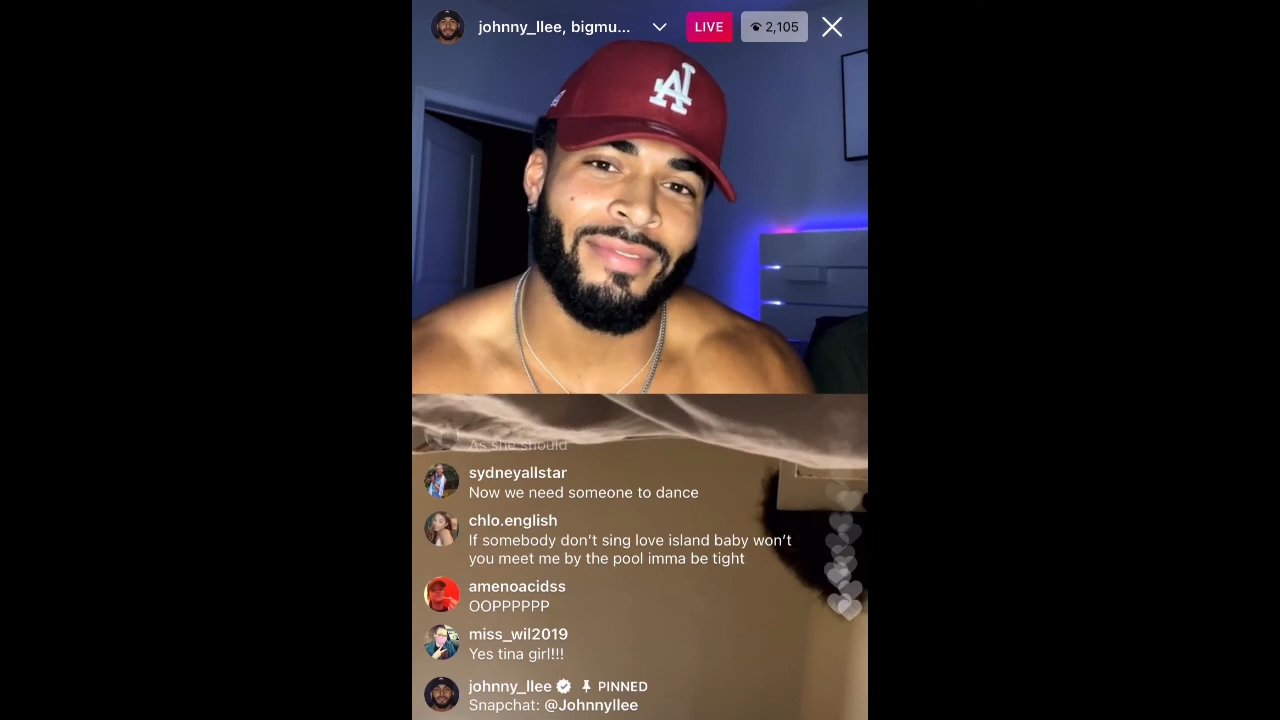 johnny_llee, bigmu...
LIVE
2,105
LA
As she should
sydneyallstar
Now we need someone to dance
chlo.english
If somebody don’t sing love island baby won’t
you meet me by the pool imma be tight
amenoacidss
OOPPPPPP
miss_wil2019
Yes tina girl!!!
johnny_llee PINNED
Snapchat: @Johnnyllee